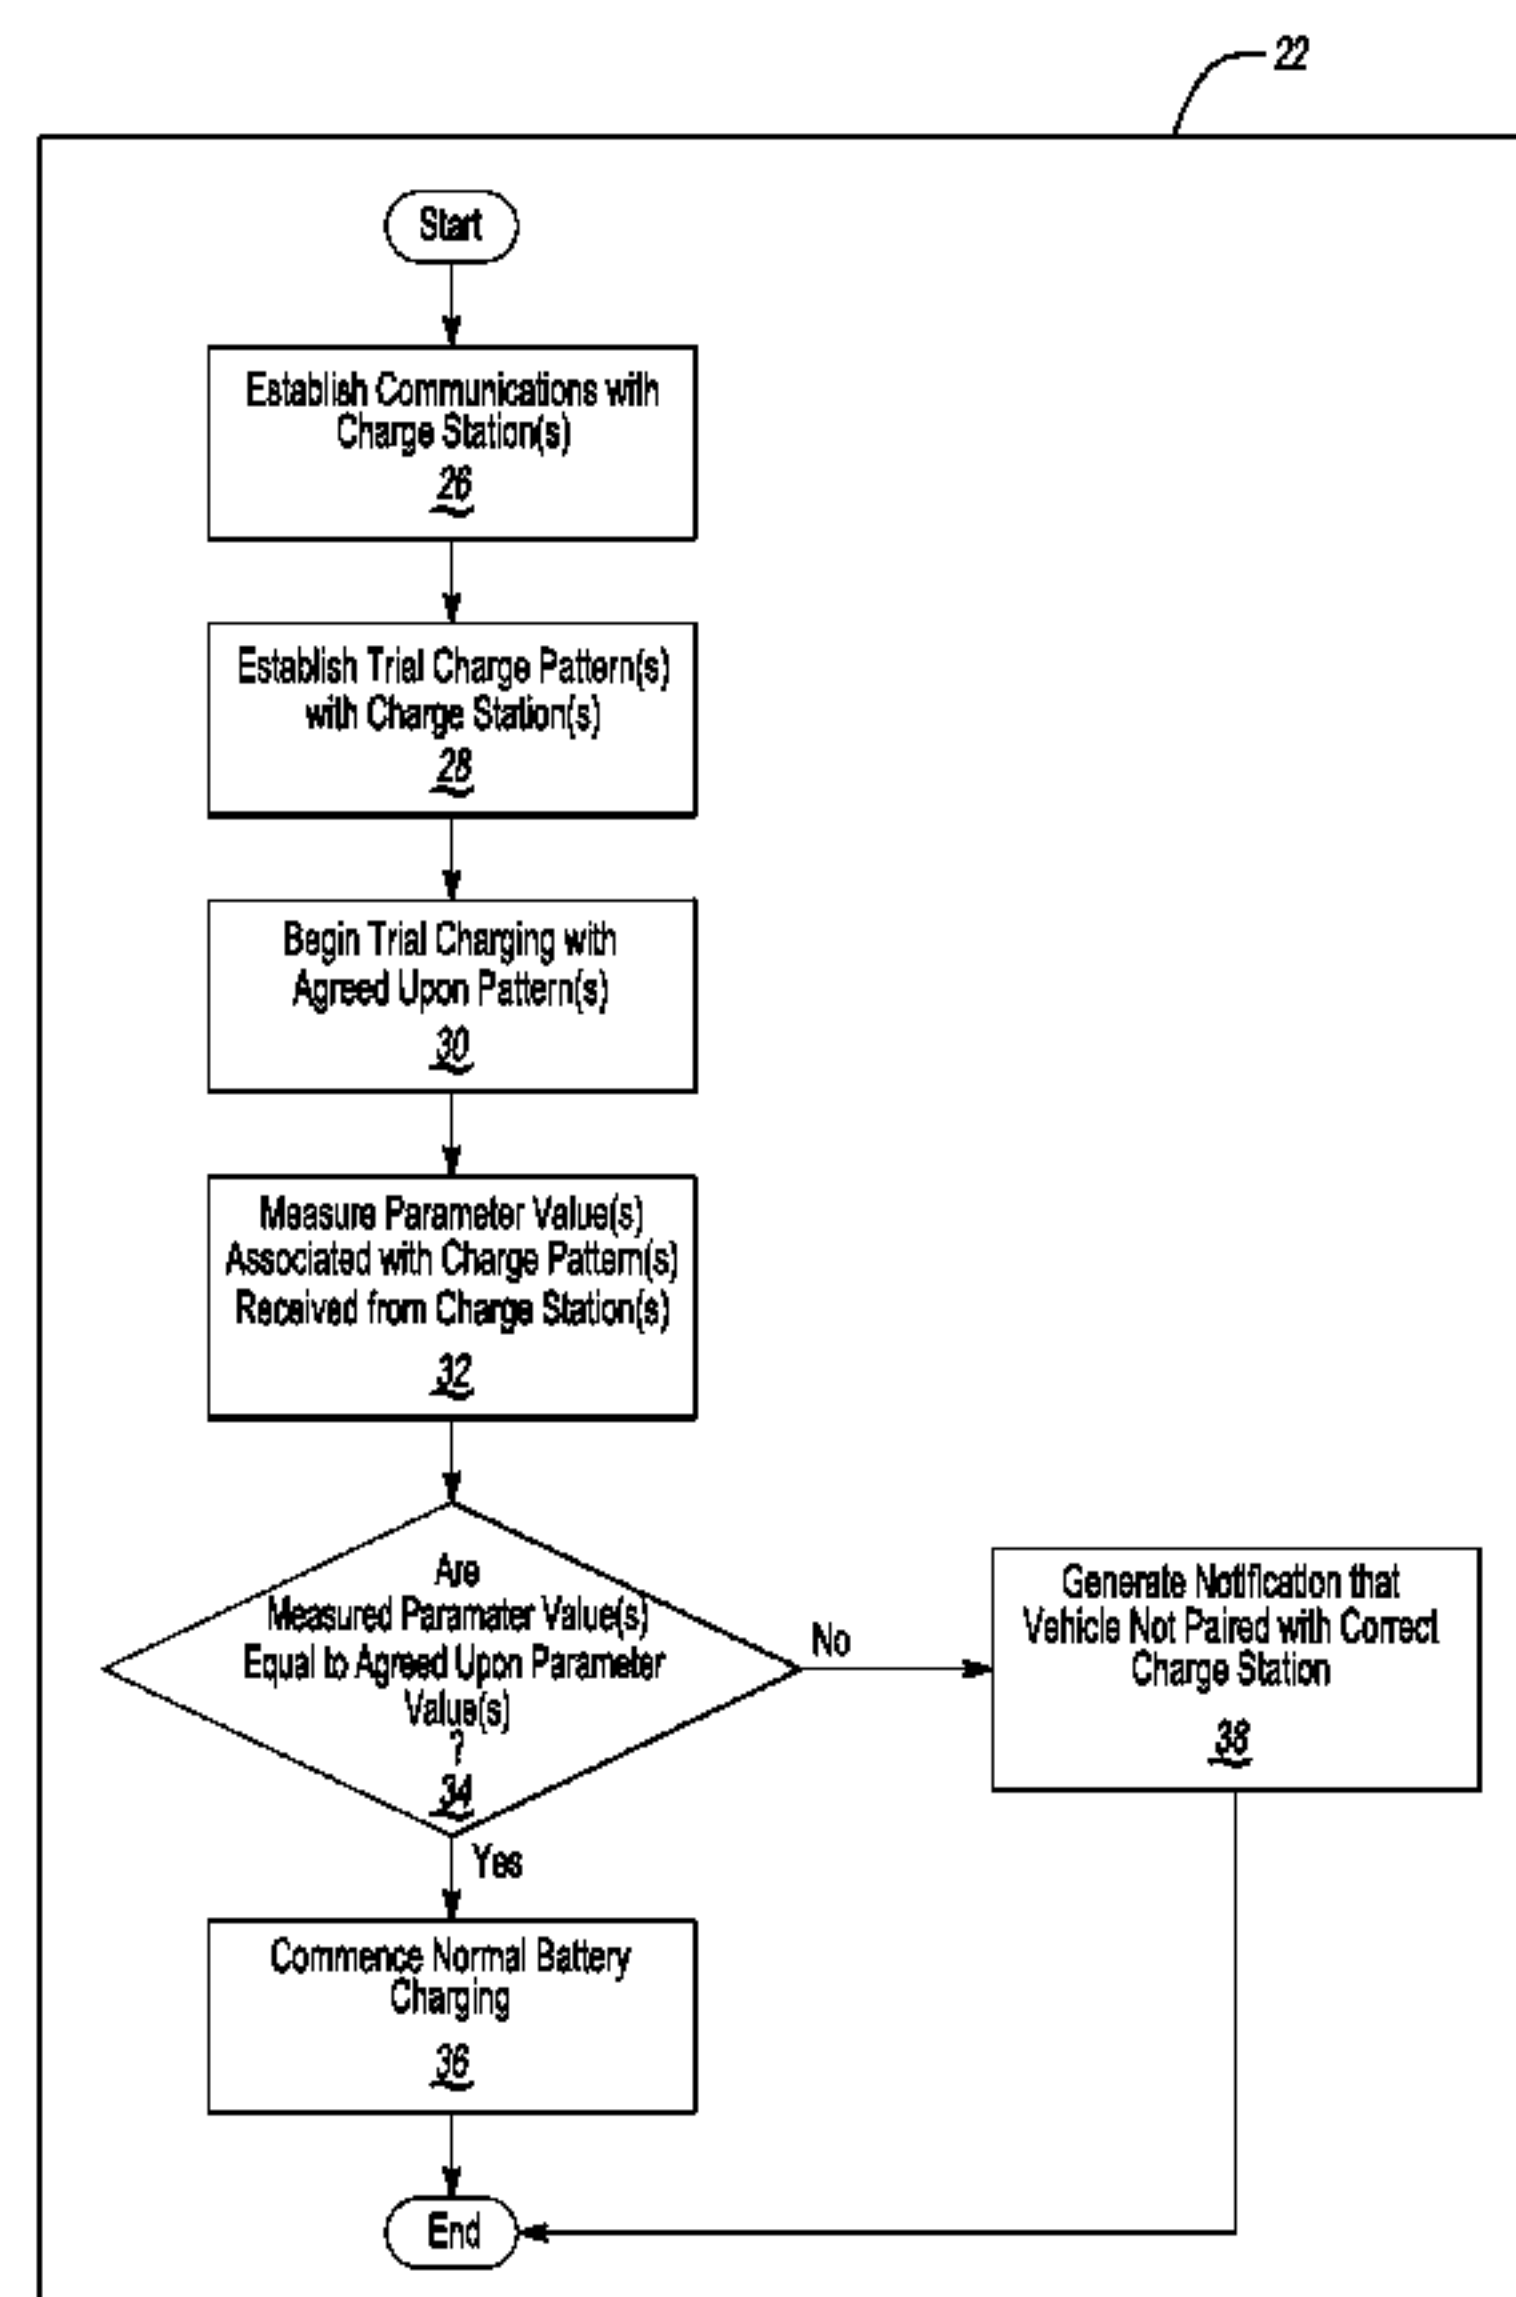 22
Start
Establish Communications with
Charge Station(s)
26
Establish Trial Charge Pattern(s)
with Charge Station(s)
28
Begin Trial Charging with
Agreed Upon Pattern(s)
30
Measure Parameter Value(s)
Associated with Charge Pattern(s)
Received from Charge Station(s)
32
Are
Measured Paramater Value(s)
Equal to Agreed Upon Parameter
Value(s)
?
34
No
Generate Notification that
Vehicle Not Paired with Correct
Charge Station
38
Yes
Commence Normal Battery
Charging
36
End